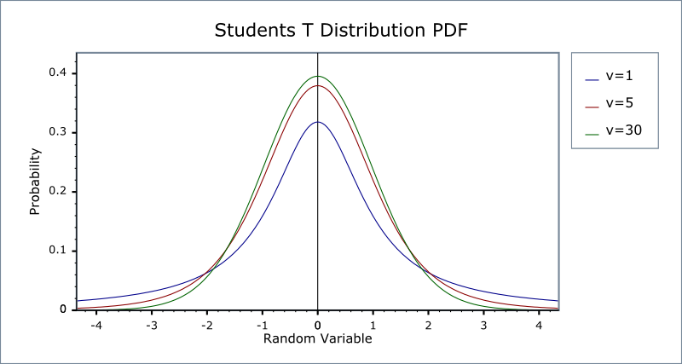 Students T Distribution PDF
v=1
v=5
v=30
Probability
0.4
0.3
0.2
0.1
0
-4 -3 -2 -1 0 1 2 3 4
Random Variable